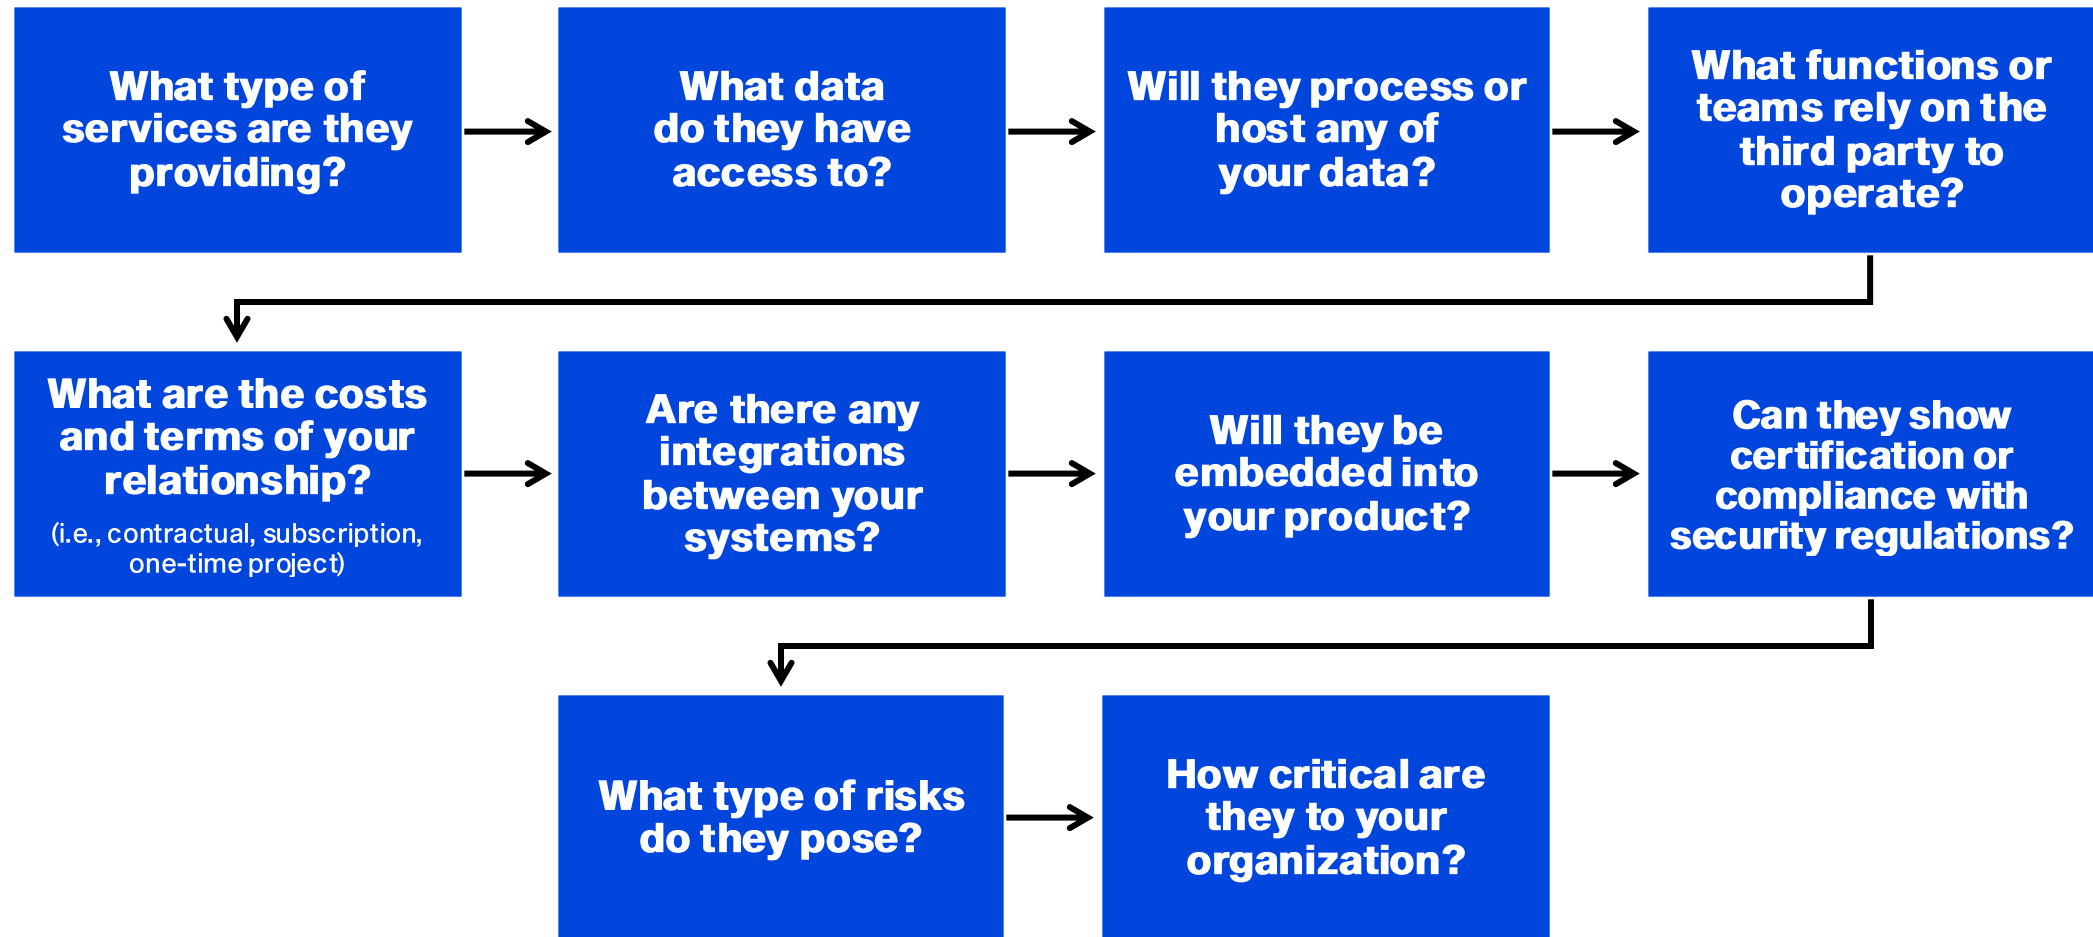 What type of
services are they
providing?
What data
do they have
access to?
Will they process or
host any of
your data?
What functions or
teams rely on the
third party to
operate?
What are the costs
and terms of your
relationship?
(i.e., contractual, subscription,
one-time project)
Are there any
integrations
between your
systems?
Will they be
embedded into
your product?
Can they show
certification or
compliance with
security regulations?
What type of risks
do they pose?
How critical are
they to your
organization?